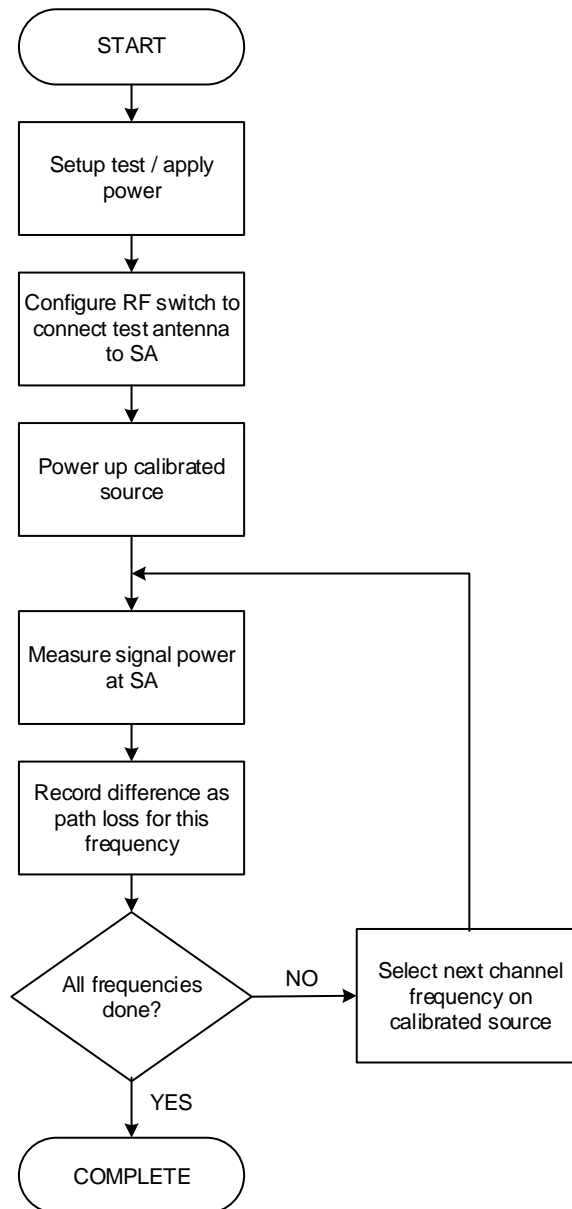 START
Setup test / apply
power
Configure RF switch to
connect test antenna
to SA
Power up calibrated
source
Measure signal power
at SA
Record difference as
path loss for this
frequency
All frequencies
done?
NO
Select next channel
frequency on
calibrated source
YES
COMPLETE